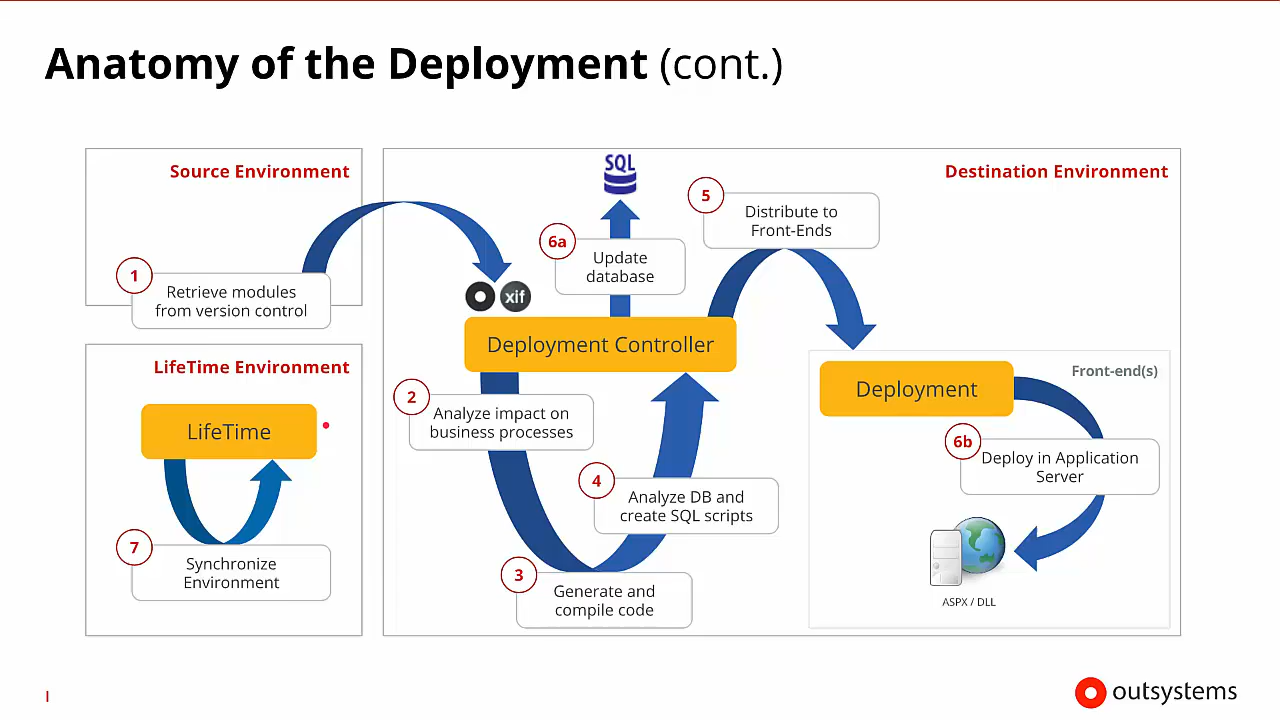 Anatomy of the Deployment (cont.)
Source Environment
1
Retrieve modules
from version control
LifeTime Environment
LifeTime
7
Synchronize
Environment
Destination Environment
SQL
6a
Update
database
5
Distribute to
Front-Ends
xif
Deployment Controller
2
Analyze impact on
business processes
4
Analyze DB and
create SQL scripts
3
Generate and
compile code
Front-end(s)
Deployment
6b
Deploy in Application
Server
ASPX / DLL
I
outsystems